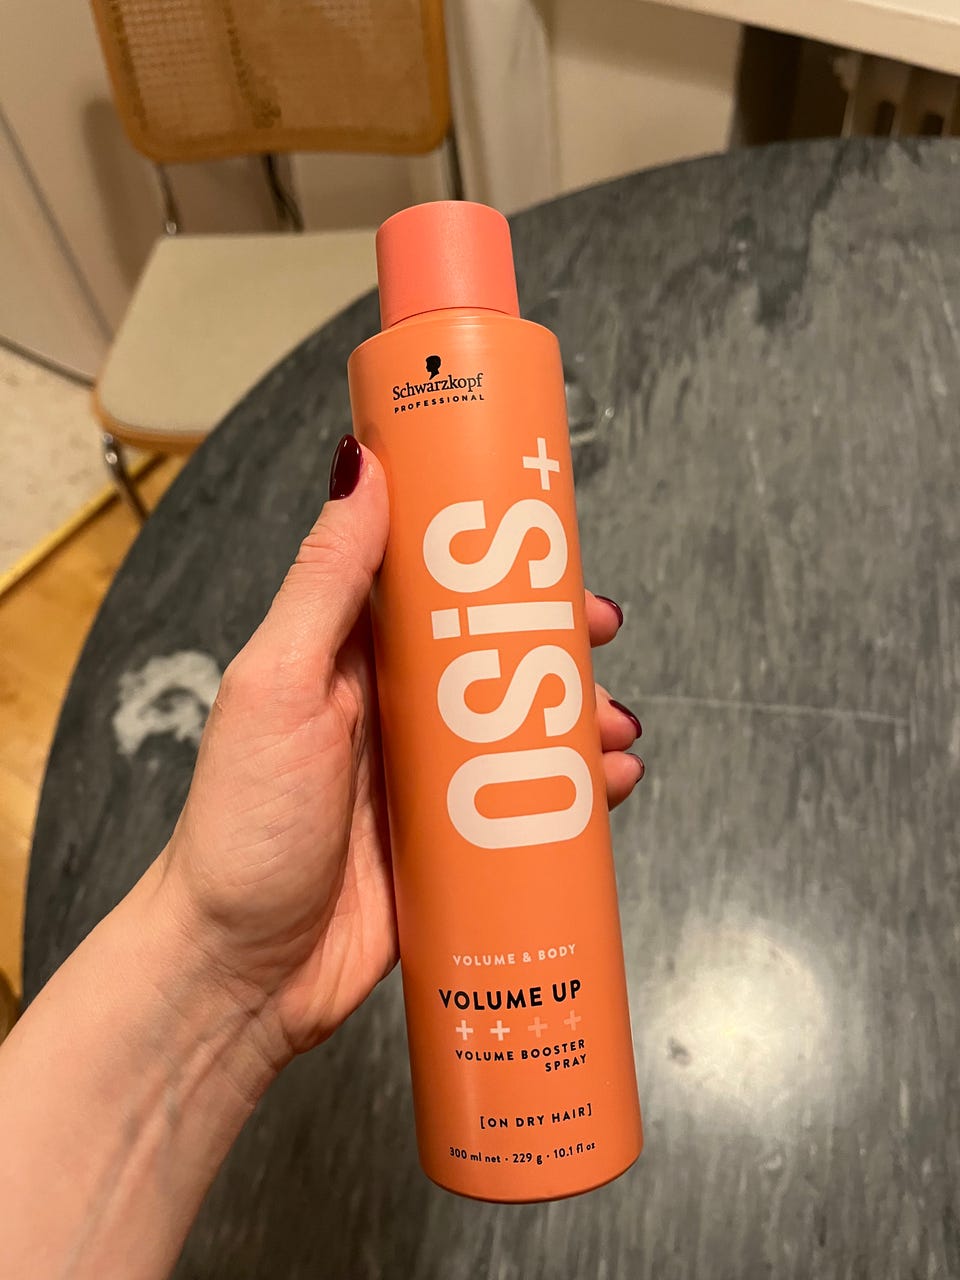 Schwarzkopf
PROFESSIONAL
OSiS+
VOLUME & BODY
VOLUME UP
++++
VOLUME BOOSTER
SPRAY
[ON DRY HAIR]
300 ml net · 229 g · 10.1 fl oz